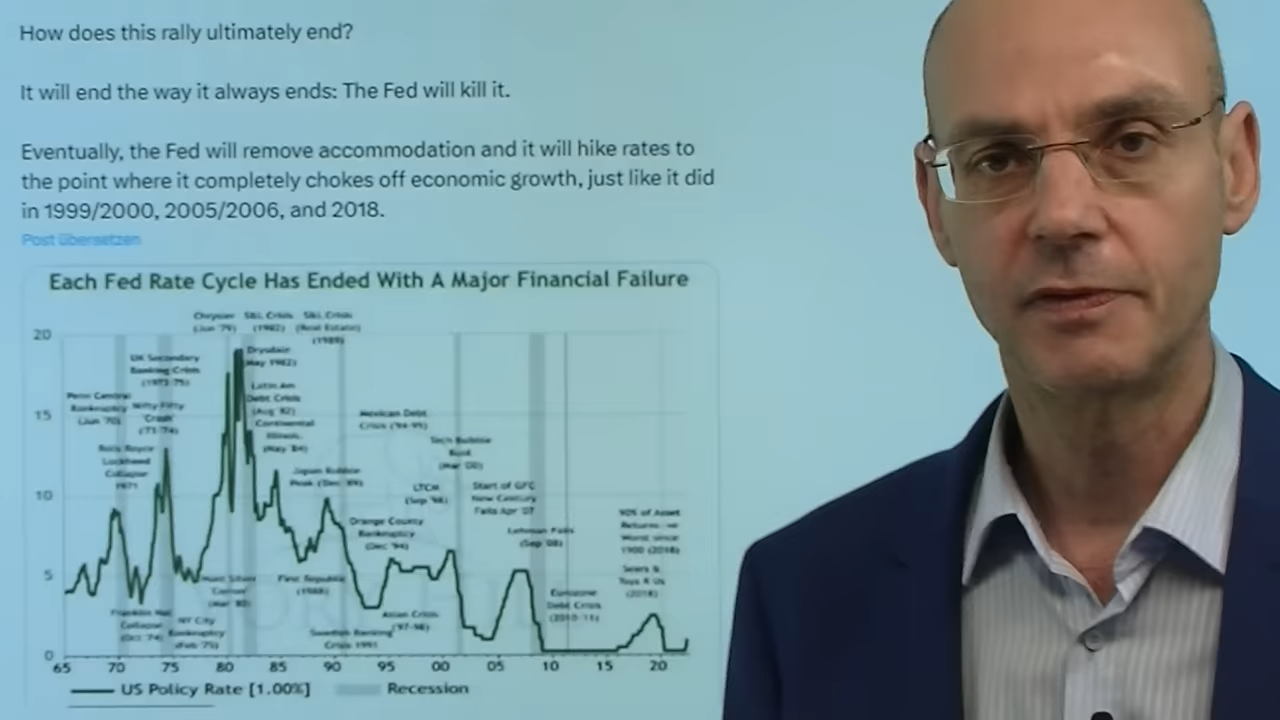 How does this rally ultimately end?
It will end the way it always ends: The Fed will kill it.
Eventually, the Fed will remove accommodation and it will hike rates to
the point where it completely chokes off economic growth, just like it did
in 1999/2000, 2005/2006, and 2018.
Post übersetzen
Each Fed Rate Cycle Has Ended With A Major Financial Failure
Chrysler
(Jun '79)
S&L Crisis
(1982)
S&L Crisis
(Real Estate)
(1989)
20
UK Secondary
Banking Crisis
(1973-75)
Drysdale
(May 1982)
Penn Central
Bankruptcy
(Jun '70)
Nifty-Fifty
"Crash"
(73-74)
Latin Am
Debt Crisis
(Aug '82)
Continental
Illinois
(May '84)
15
Mexican Debt
Crisis (94-95)
Rolls Royce
Lockheed
Collapse
1971
Tech Bubble
Bust
(Mar '00)
Japan Bubble
Peak (Dec '89)
10
LTCM
(Sep '98)
Start of GFC
New Century
Fails Apr '07
Orange County
Bankruptcy
(Dec '94)
Lehman Fails
(Sep '08)
90% of Asset
Returns
Worst since
1900 (2018)
5
Hunt Silver
Corner
(Mar '80)
First Republic
(1988)
Eurozone
Debt Crisis
(2010-11)
Sears &
Toys R Us
(2018)
Franklin Nat
Collapse
(Oct '74)
NY City
Bankruptcy
(Feb '75)
Asian Crisis
(97-98)
Swedish Banking
Crisis 1991
0
65 70 75 80 85 90 95 00 05 10 15 20
US Policy Rate [1.00%] Recession